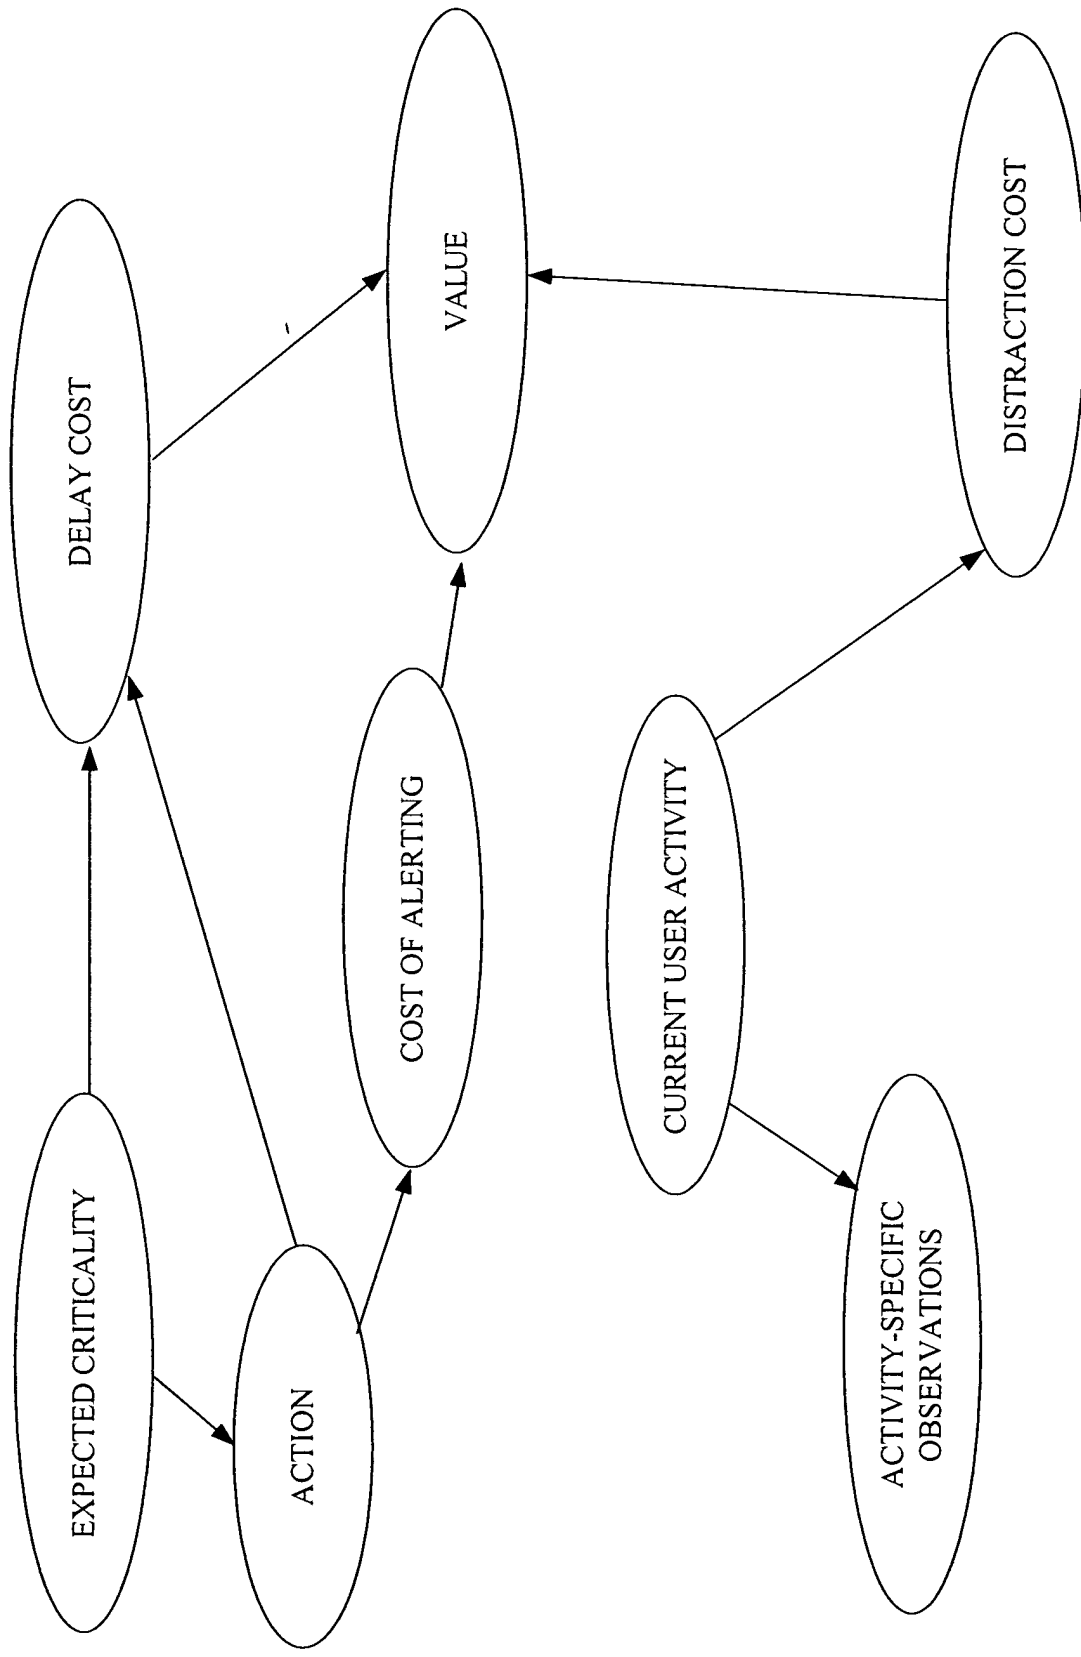 EXPECTED CRITICALITY
DELAY COST
ACTION
COST OF ALERTING
VALUE
CURRENT USER ACTIVITY
ACTIVITY-SPECIFIC
OBSERVATIONS
DISTRACTION COST